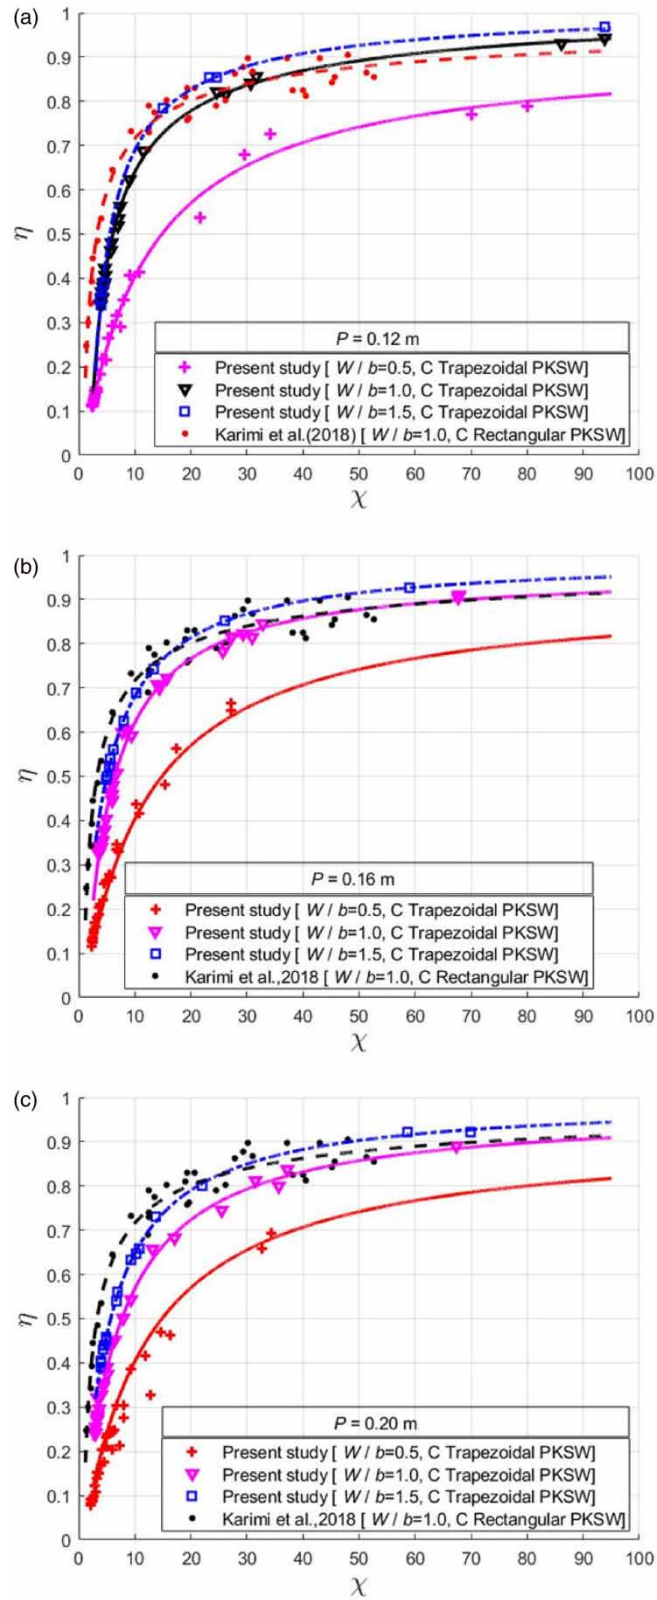 (a)
1
0.9
0.8
0.7
0.6
0.5
0.4
0.3
0.2
0.1
0
η
P = 0.12 m
Present study [ W / b=0.5, C Trapezoidal PKSW]
Present study [ W / b=1.0, C Trapezoidal PKSW]
Present study [ W / b=1.5, C Trapezoidal PKSW]
Karimi et al.(2018) [ W / b=1.0, C Rectangular PKSW]
0 10 20 30 40 50 60 70 80 90 100
χ
(b)
1
0.9
0.8
0.7
0.6
0.5
0.4
0.3
0.2
0.1
0
η
P = 0.16 m
Present study [ W / b=0.5, C Trapezoidal PKSW]
Present study [ W / b=1.0, C Trapezoidal PKSW]
Present study [ W / b=1.5, C Trapezoidal PKSW]
Karimi et al.,2018 [ W / b=1.0, C Rectangular PKSW]
0 10 20 30 40 50 60 70 80 90 100
χ
(c)
1
0.9
0.8
0.7
0.6
0.5
0.4
0.3
0.2
0.1
0
η
P = 0.20 m
Present study [ W / b=0.5, C Trapezoidal PKSW]
Present study [ W / b=1.0, C Trapezoidal PKSW]
Present study [ W / b=1.5, C Trapezoidal PKSW]
Karimi et al.,2018 [ W / b=1.0, C Rectangular PKSW]
0 10 20 30 40 50 60 70 80 90 100
χ